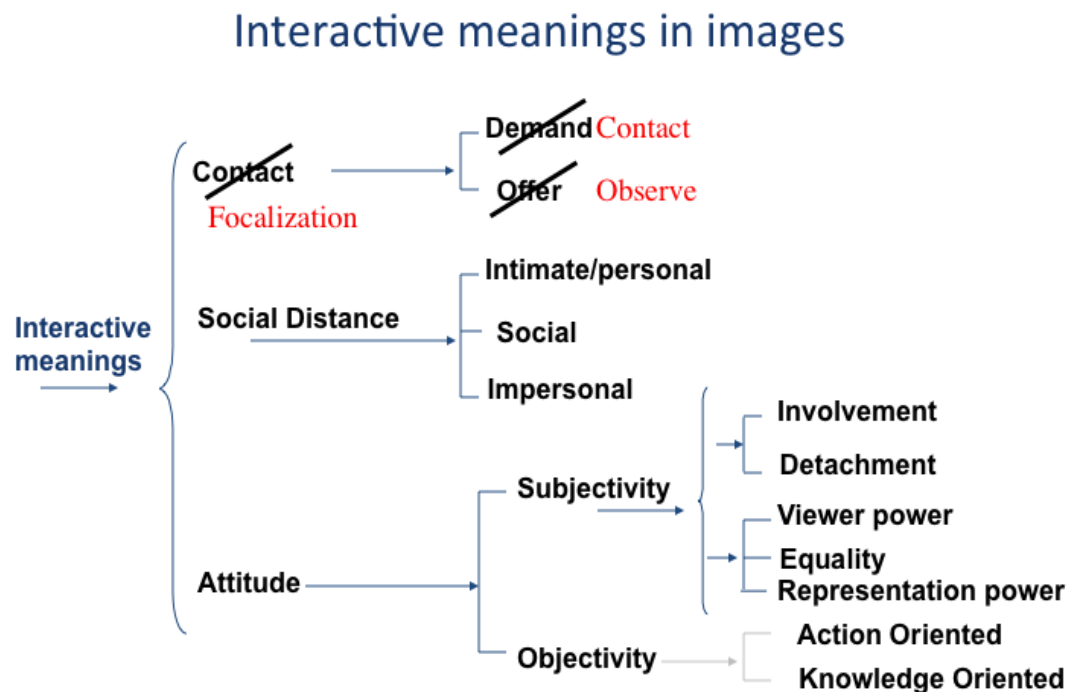 Interactive meanings in images
Demand Contact
Contact
Offer Observe
Focalization
Intimate/personal
Social Distance
Social
Interactive
meanings
Impersonal
Involvement
Detachment
Subjectivity
Viewer power
Equality
Attitude
Representation power
Action Oriented
Objectivity
Knowledge Oriented